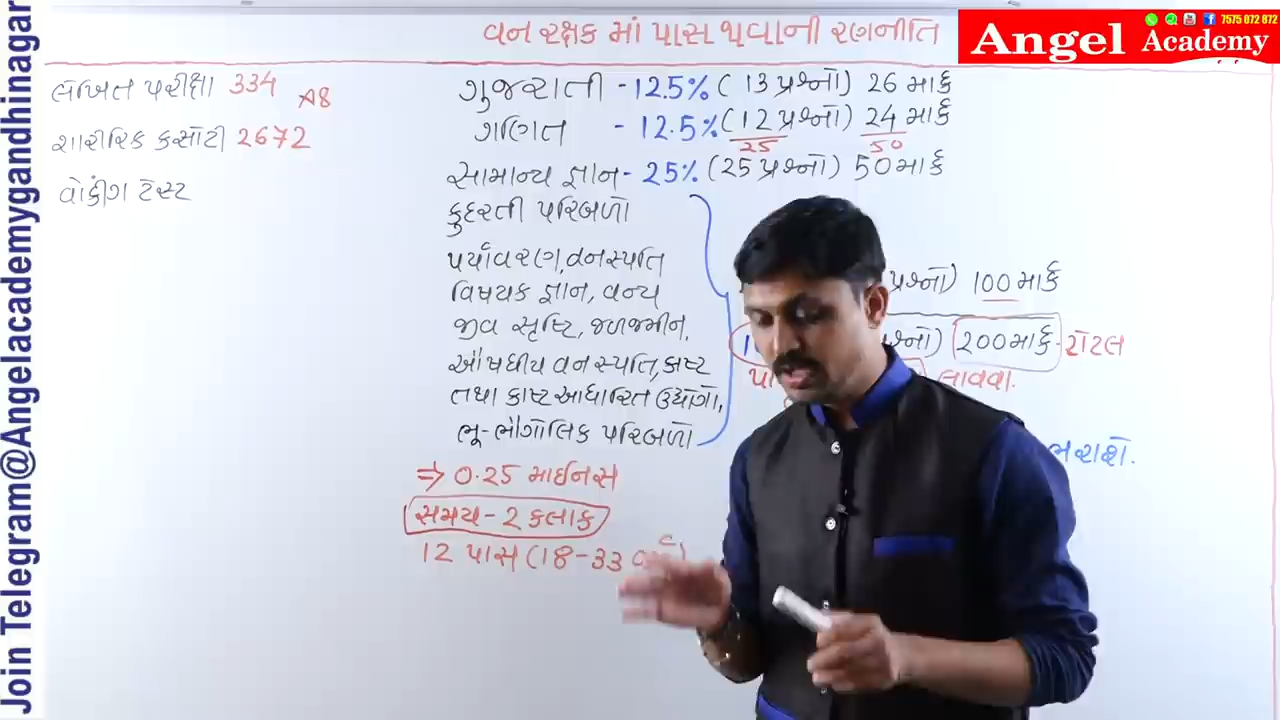 વન રક્ષક માં પાસ થવાની રણનીતિ
Angel Academy
7575 072 872
Join Telegram@Angelacademygandhinagar
લેખિત પરીક્ષા 334 ×8
શારીરિક કસોટી 2672
વોકીંગ ટેસ્ટ
ગુજરાતી - 12.5% (13 પ્રશ્નો) 26 માર્ક
ગણિત - 12.5% (12 પ્રશ્નો) 24 માર્ક
25 50
સામાન્ય જ્ઞાન - 25% (25 પ્રશ્નો) 50 માર્ક
કુદરતી પરિબળો
પર્યાવરણ, વનસ્પતિ
વિષયક જ્ઞાન, વન્ય
જીવ સૃષ્ટિ, જળજમીન,
ઔષધીય વનસ્પતિ, કાષ્ટ
તથા કાષ્ટ આધારિત ઉદ્યોગો,
ભૂ-ભૌગોલિક પરિબળો
પ્રશ્નો) 100 માર્ક
200 માર્ક - ટોટલ
લાવવા.
ભરાશે.
⇒ 0.25 માઈનસ
સમય - 2 કલાક
12 પાસ (18-33